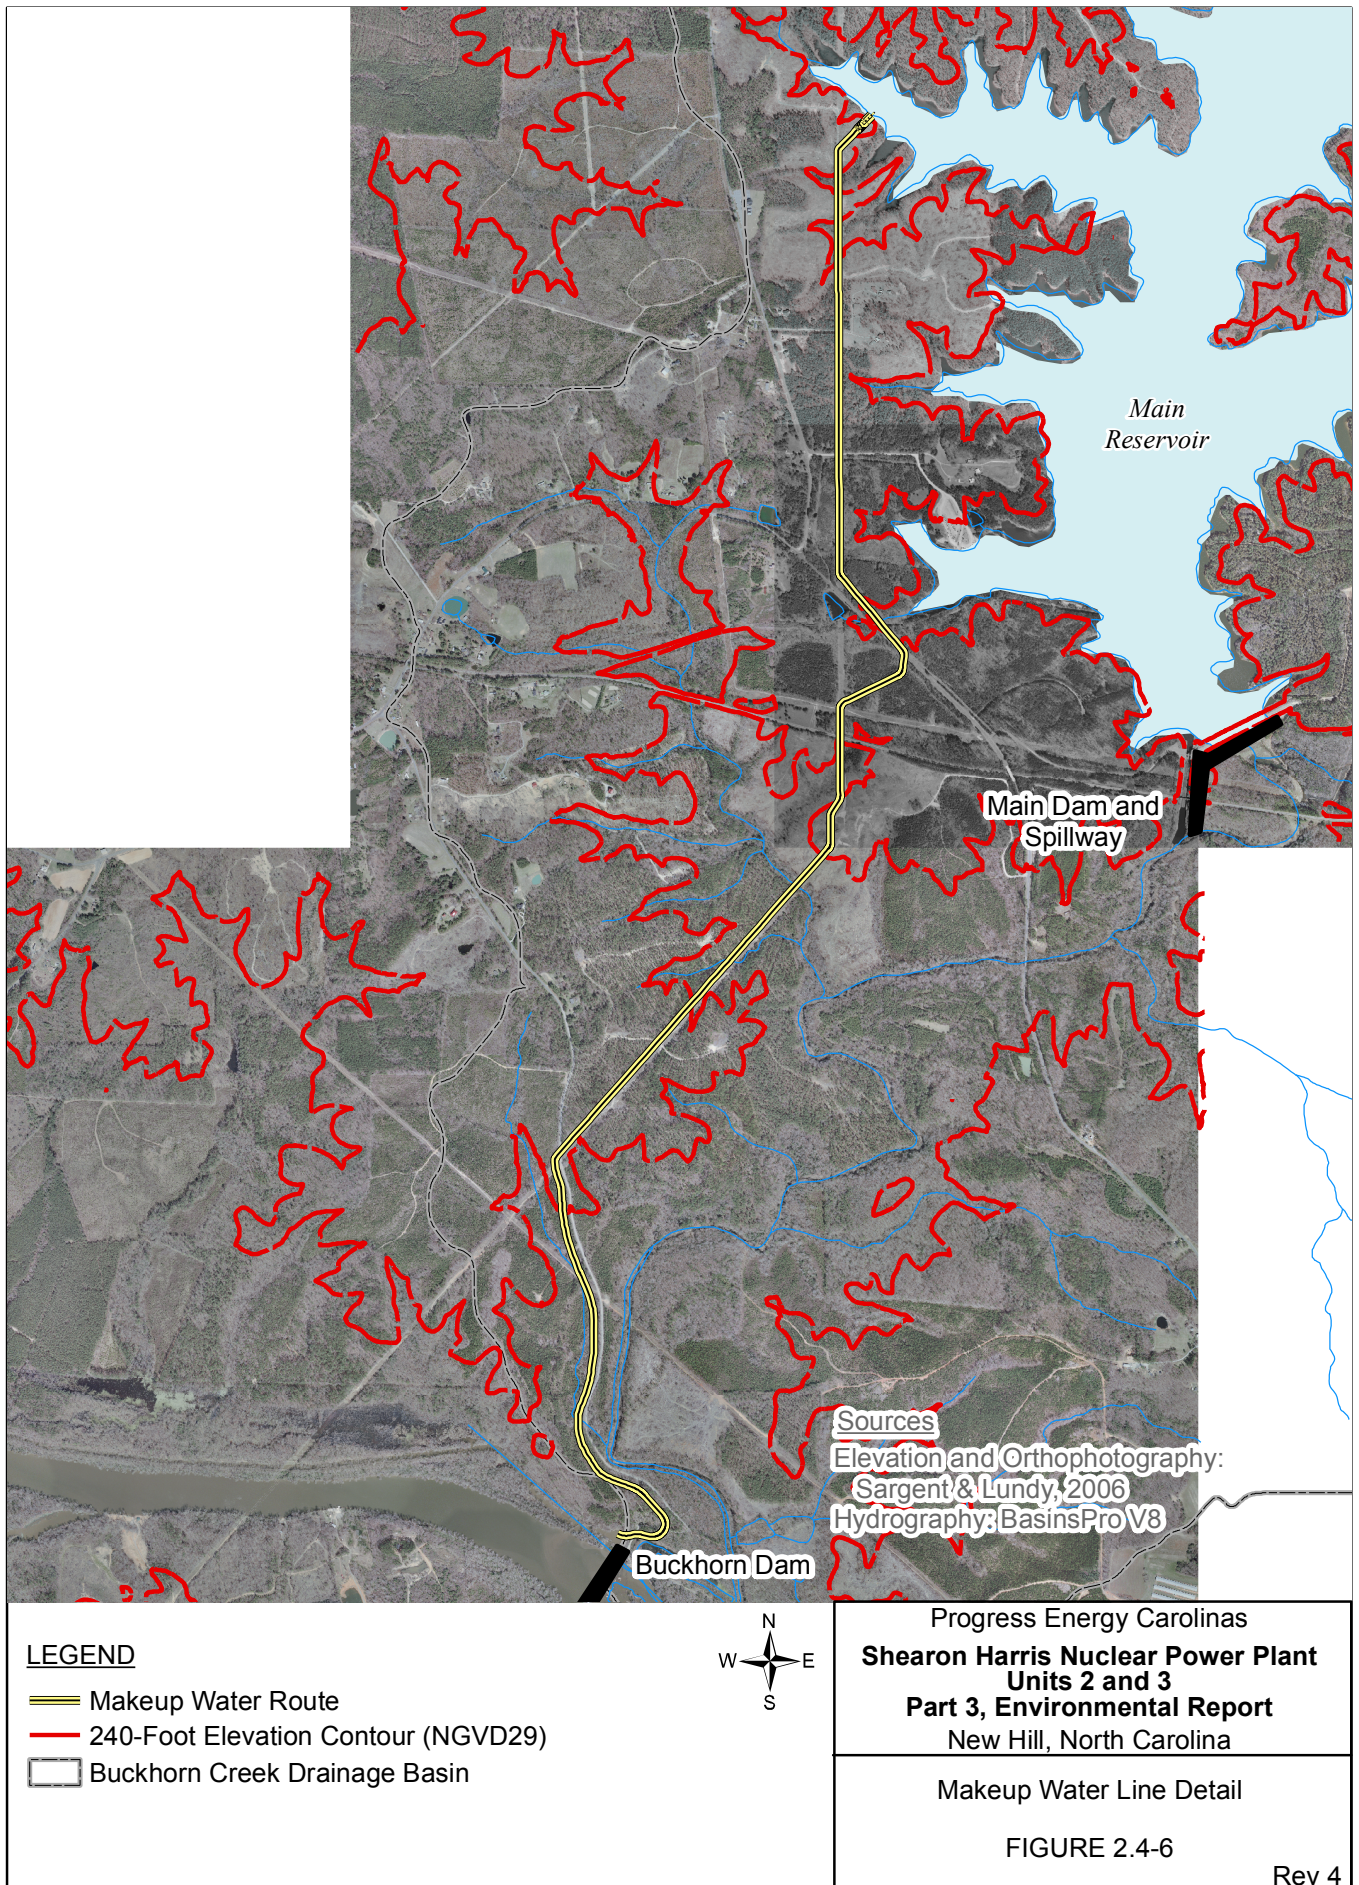 Main
Reservoir
Main Dam and
Spillway
Sources
Elevation and Orthophotography:
Sargent & Lundy, 2006
Hydrography: BasinsPro V8
Buckhorn Dam
LEGEND
Makeup Water Route
240-Foot Elevation Contour (NGVD29)
Buckhorn Creek Drainage Basin
N
W E
S
Progress Energy Carolinas
Shearon Harris Nuclear Power Plant
Units 2 and 3
Part 3, Environmental Report
New Hill, North Carolina
Makeup Water Line Detail
FIGURE 2.4-6
Rev 4